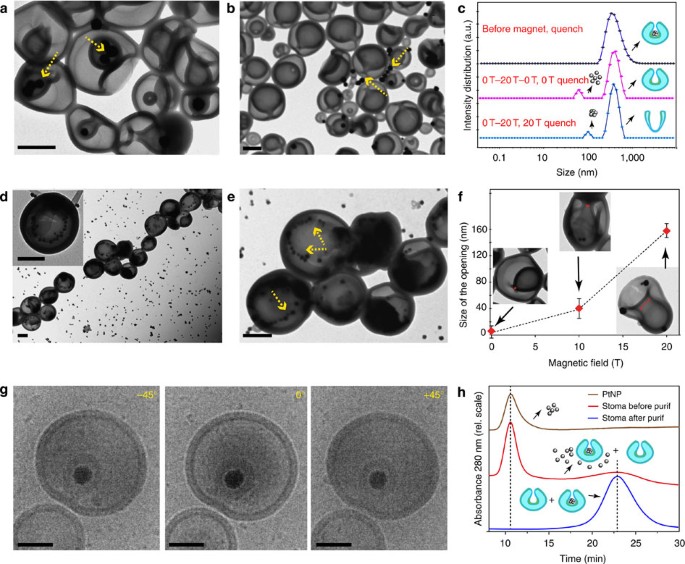 a
b
c
Before magnet, quench
0 T–20 T–0 T, 0 T quench
0 T–20T, 20 T quench
Intensity distribution (a.u.)
0.1 10 100 1,000
Size (nm)
d
e
f
160
120
80
40
0
Size of the opening (nm)
0 5 10 15 20
Magnetic field (T)
g
–45°
0°
+45°
h
PtNP
Stoma before purif
Stoma after purif
Absorbance 280 nm (rel. scale)
10 15 20 25 30
Time (min)